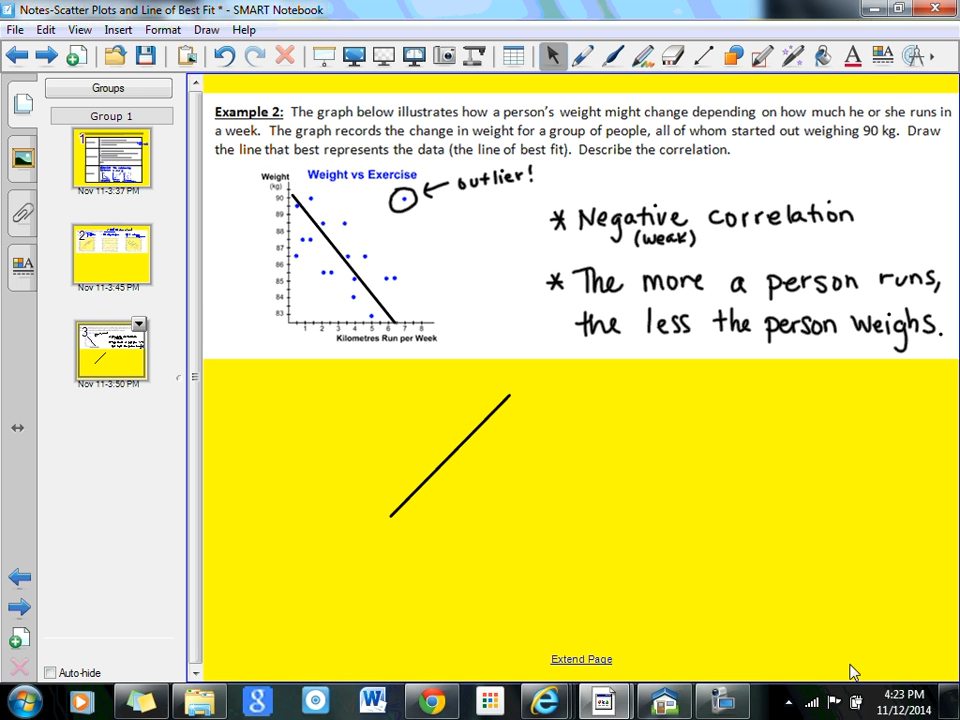 Notes-Scatter Plots and Line of Best Fit * - SMART Notebook
File Edit View Insert Format Draw Help
Groups
Group 1
1
Nov 11-3:37 PM
2
Nov 11-3:45 PM
3
Nov 11-3:50 PM
Auto-hide
Example 2: The graph below illustrates how a person's weight might change depending on how much he or she runs in
a week. The graph records the change in weight for a group of people, all of whom started out weighing 90 kg. Draw
the line that best represents the data (the line of best fit). Describe the correlation.
Weight
(kg)
Weight vs Exercise
outlier!
90
89
88
87
86
85
84
83
1 2 3 4 5 6 7 8
Kilometres Run per Week
* Negative correlation
(weak)
* The more a person runs,
the less the person weighs.
Extend Page
4:23 PM
11/12/2014